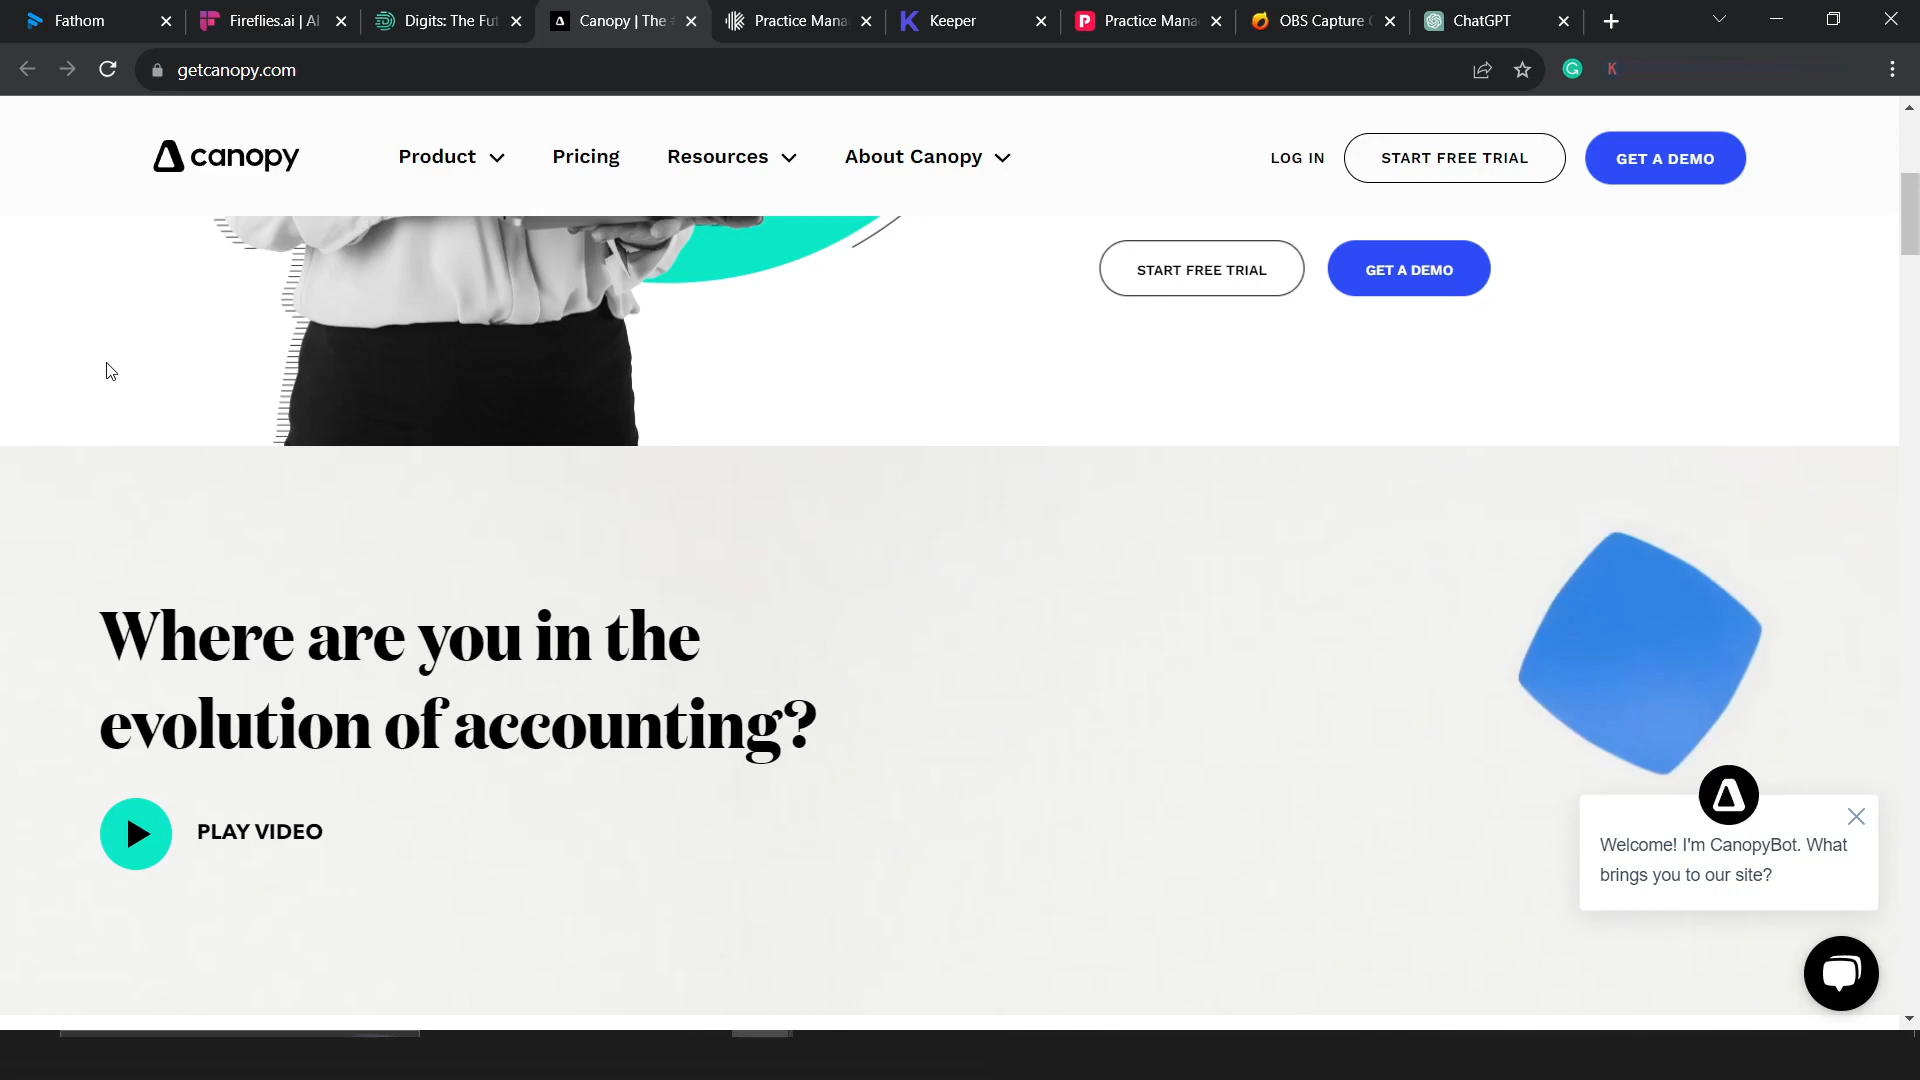 Fathom
Fireflies.ai | AI
Digits: The Fut
Canopy | The #
Practice Mana
Keeper
Practice Mana
OBS Capture
ChatGPT
getcanopy.com
K
canopy
Product
Pricing
Resources
About Canopy
LOG IN
START FREE TRIAL
GET A DEMO
START FREE TRIAL
GET A DEMO
Where are you in the
evolution of accounting?
PLAY VIDEO
Welcome! I'm CanopyBot. What
brings you to our site?